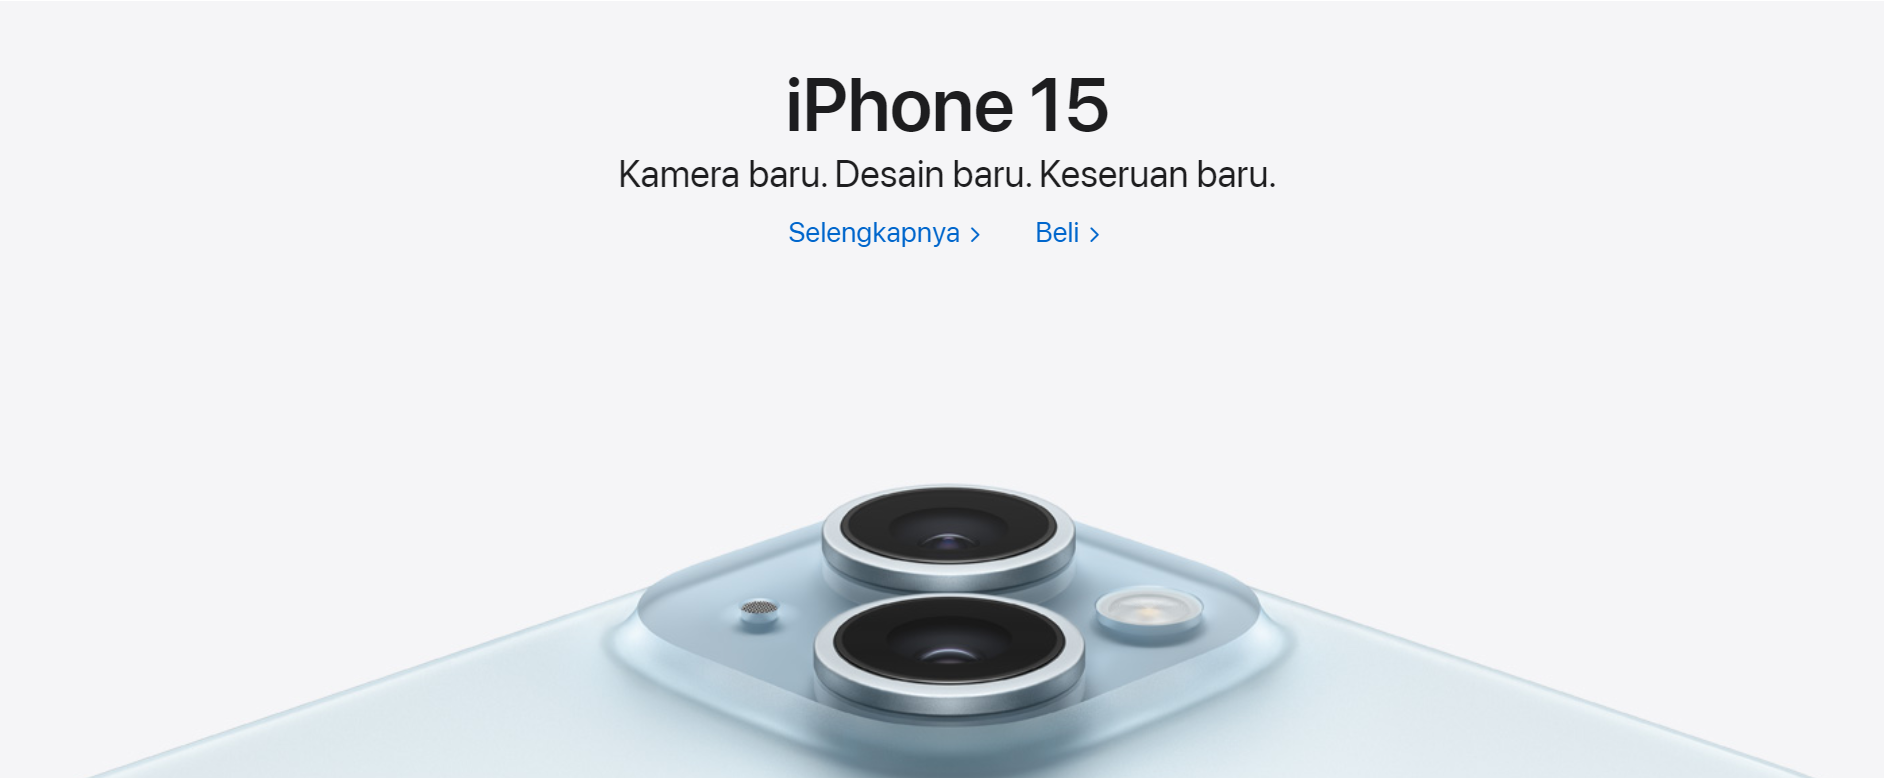 iPhone 15
Kamera baru. Desain baru. Keseruan baru.
Selengkapnya > Beli >